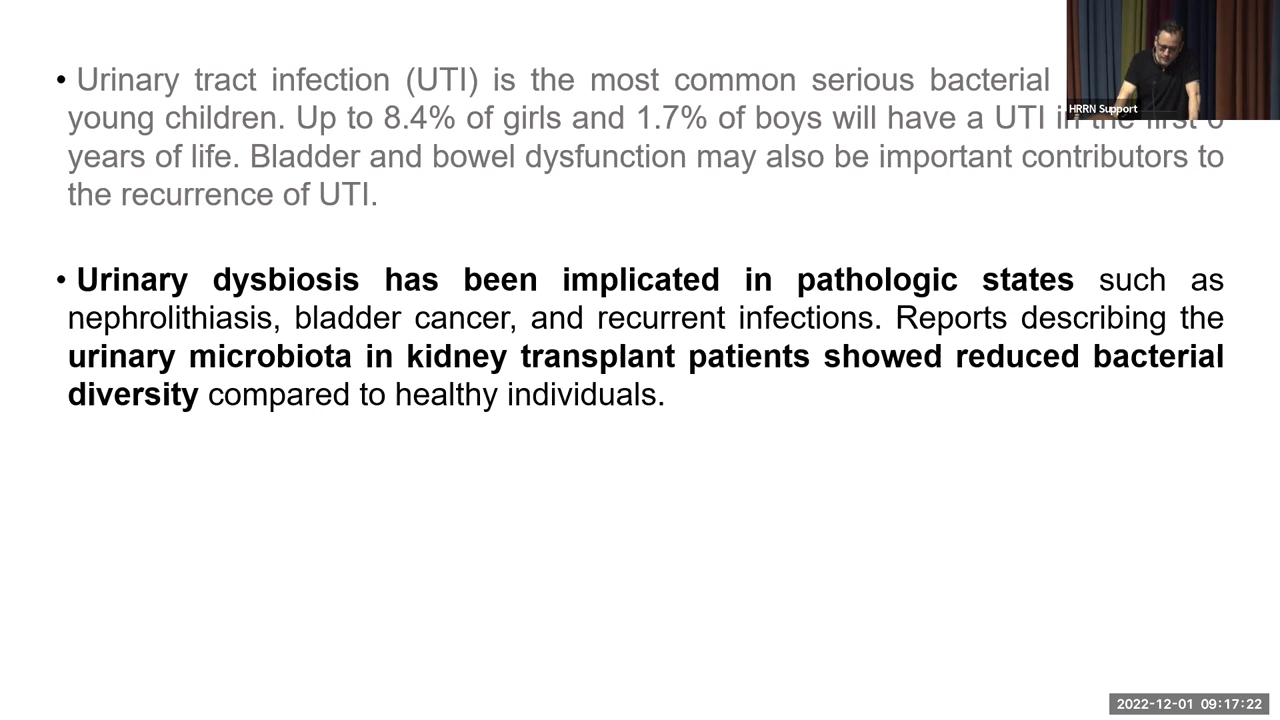 • Urinary tract infection (UTI) is the most common serious bacterial
young children. Up to 8.4% of girls and 1.7% of boys will have a UTI in the first 6
years of life. Bladder and bowel dysfunction may also be important contributors to
the recurrence of UTI.
• Urinary dysbiosis has been implicated in pathologic states such as
nephrolithiasis, bladder cancer, and recurrent infections. Reports describing the
urinary microbiota in kidney transplant patients showed reduced bacterial
diversity compared to healthy individuals.
HRRN Support
2022-12-01 09:17:22